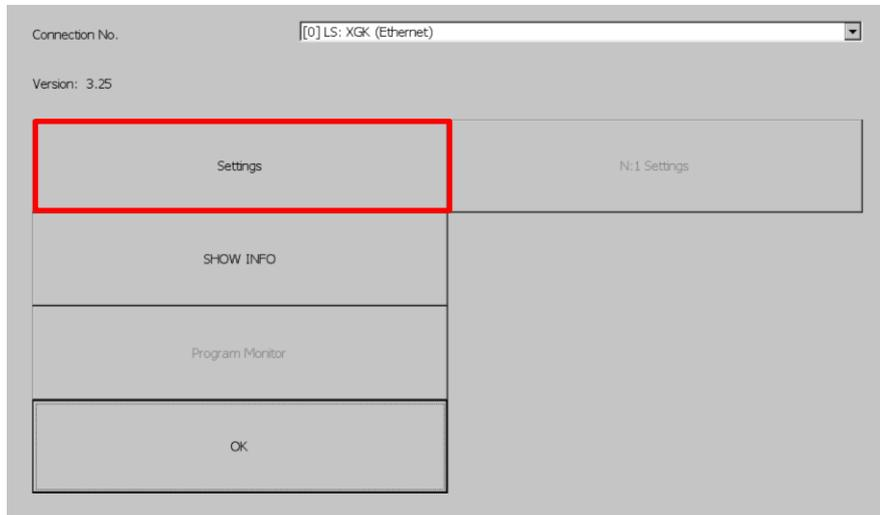 Connection No.
[0] LS: XGK (Ethernet)
Version: 3.25
Settings
N:1 Settings
SHOW INFO
Program Monitor
OK